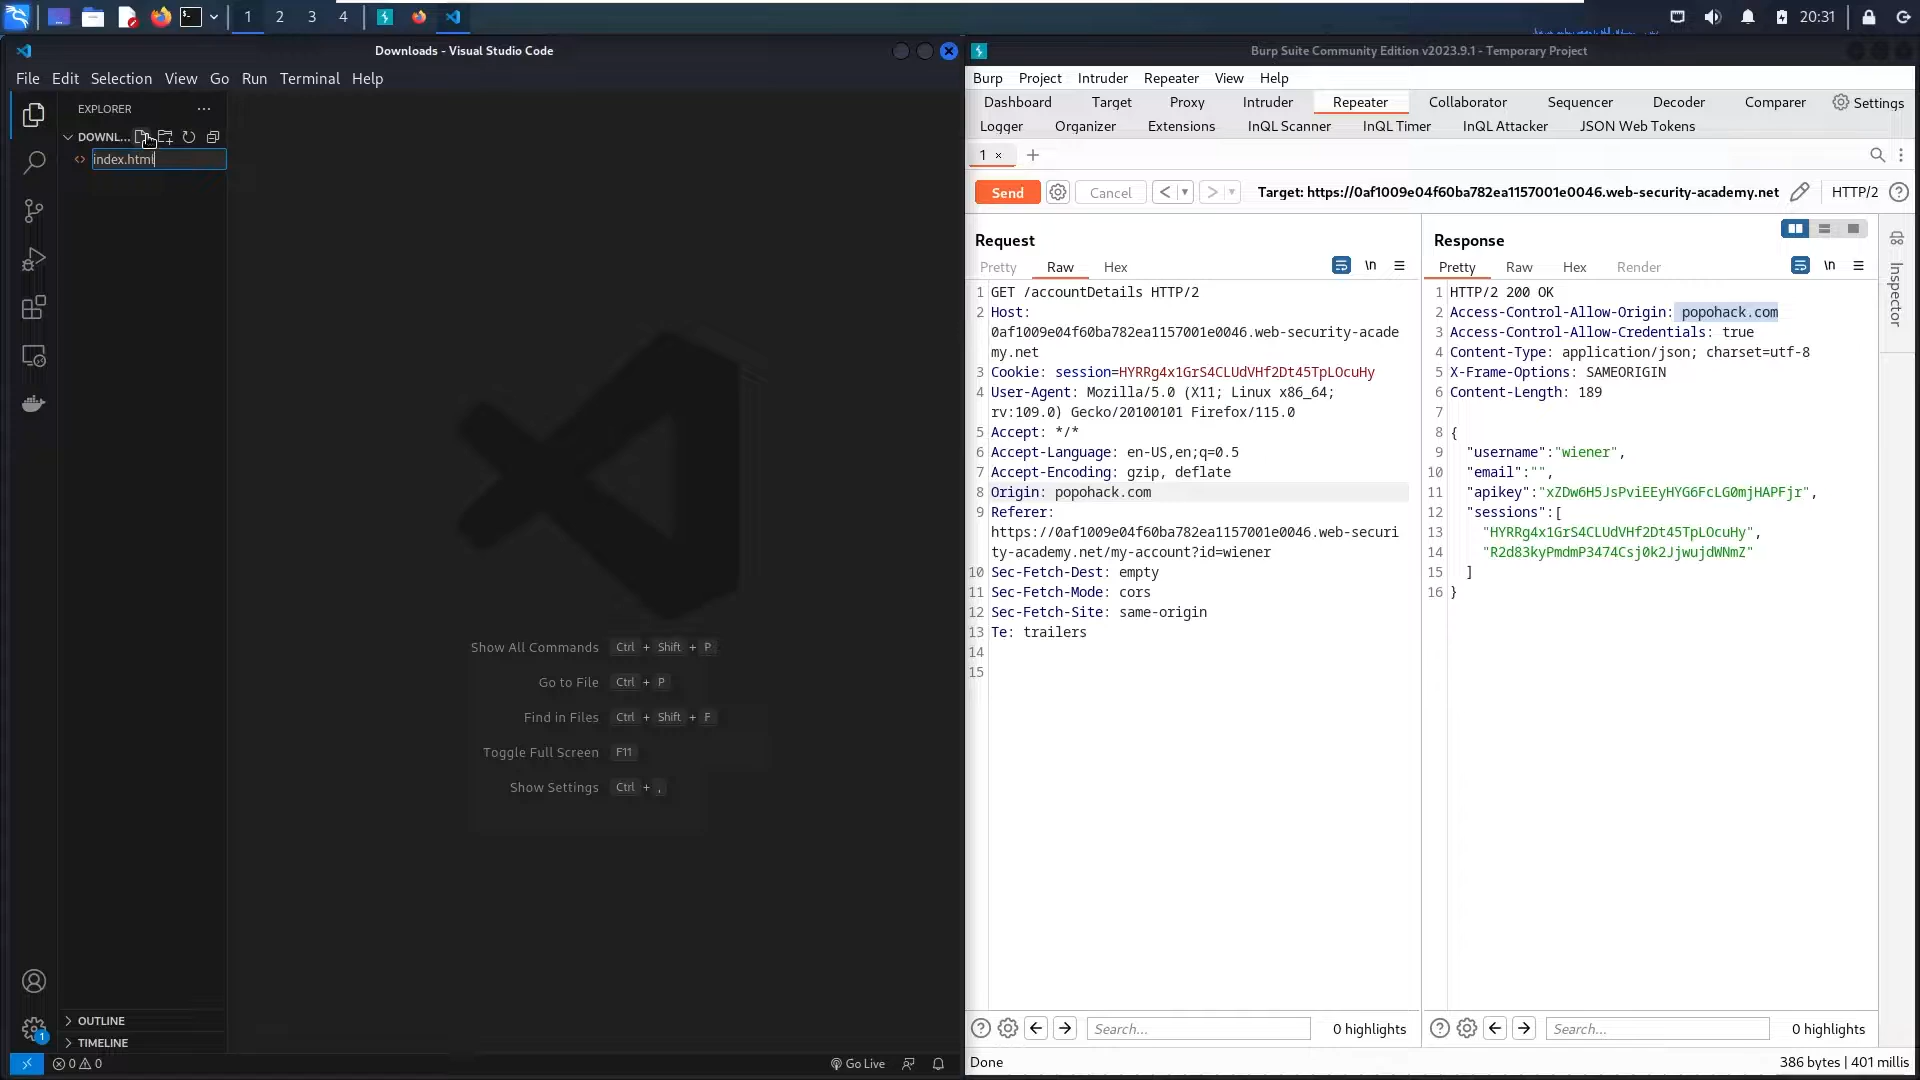 1 2 3 4
20:31
Downloads - Visual Studio Code
File Edit Selection View Go Run Terminal Help
EXPLORER
DOWNL...
index.html
Show All Commands Ctrl + Shift + P
Go to File Ctrl + P
Find in Files Ctrl + Shift + F
Toggle Full Screen F11
Show Settings Ctrl + ,
OUTLINE
TIMELINE
1
0 0
Go Live
Burp Suite Community Edition v2023.9.1 - Temporary Project
Burp Project Intruder Repeater View Help
Dashboard Target Proxy Intruder Repeater Collaborator Sequencer Decoder Comparer Settings
Logger Organizer Extensions InQL Scanner InQL Timer InQL Attacker JSON Web Tokens
1 × +
Send Cancel < > Target: https://0af1009e04f60ba782ea1157001e0046.web-security-academy.net HTTP/2
Request
Pretty Raw Hex \n
1 GET /accountDetails HTTP/2
2 Host:
0af1009e04f60ba782ea1157001e0046.web-security-acade
my.net
3 Cookie: session=HYRRg4x1GrS4CLUdVHf2Dt45TpLOcuHy
4 User-Agent: Mozilla/5.0 (X11; Linux x86_64;
rv:109.0) Gecko/20100101 Firefox/115.0
5 Accept: */*
6 Accept-Language: en-US,en;q=0.5
7 Accept-Encoding: gzip, deflate
8 Origin: popohack.com
9 Referer:
https://0af1009e04f60ba782ea1157001e0046.web-securi
ty-academy.net/my-account?id=wiener
10 Sec-Fetch-Dest: empty
11 Sec-Fetch-Mode: cors
12 Sec-Fetch-Site: same-origin
13 Te: trailers
14
15
Search...
0 highlights
Response
Pretty Raw Hex Render \n
1 HTTP/2 200 OK
2 Access-Control-Allow-Origin: popohack.com
3 Access-Control-Allow-Credentials: true
4 Content-Type: application/json; charset=utf-8
5 X-Frame-Options: SAMEORIGIN
6 Content-Length: 189
7
8 {
9 "username":"wiener",
10 "email":"",
11 "apikey":"xZDw6H5JsPviEEyHYG6FcLG0mjHAPFjr",
12 "sessions":[
13 "HYRRg4x1GrS4CLUdVHf2Dt45TpLOcuHy",
14 "R2d83kyPmdmP3474Csj0k2JjwujdWNmZ"
15 ]
16 }
Search...
0 highlights
Inspector
Done
386 bytes | 401 millis